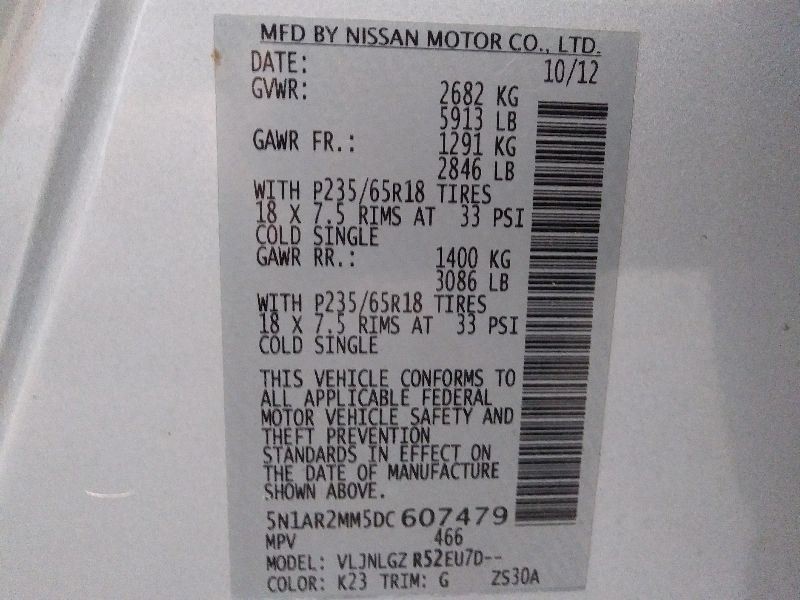 MFD BY NISSAN MOTOR CO., LTD.
DATE: 10/12
GVWR: 2682 KG
5913 LB
GAWR FR.: 1291 KG
2846 LB
WITH P235/65R18 TIRES
18 X 7.5 RIMS AT 33 PSI
COLD SINGLE
GAWR RR.: 1400 KG
3086 LB
WITH P235/65R18 TIRES
18 X 7.5 RIMS AT 33 PSI
COLD SINGLE
THIS VEHICLE CONFORMS TO
ALL APPLICABLE FEDERAL
MOTOR VEHICLE SAFETY AND
THEFT PREVENTION
STANDARDS IN EFFECT ON
THE DATE OF MANUFACTURE
SHOWN ABOVE.
5N1AR2MM5DC607479
MPV 466
MODEL: VLJNLGZ R52EU7D--
COLOR: K23 TRIM: G ZS30A